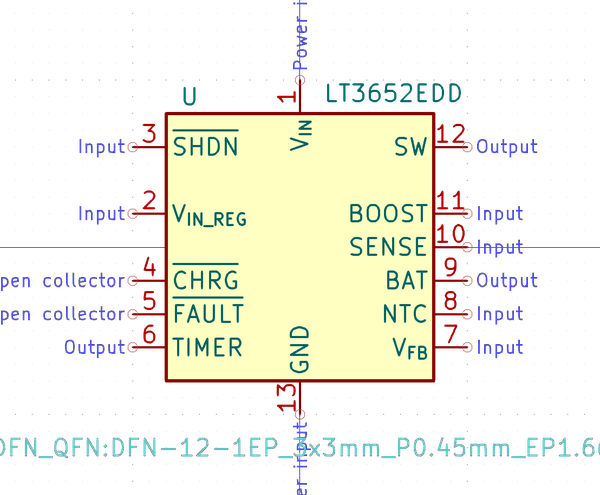 Power i
U
LT3652EDD
1
VIN
Input 3 SHDN
SW 12 Output
Input 2 VIN_REG
BOOST 11 Input
SENSE 10 Input
pen collector 4 CHRG
BAT 9 Output
pen collector 5 FAULT
NTC 8 Input
Output 6 TIMER
VFB 7 Input
GND
13
er input
DFN_QFN:DFN-12-1EP_3x3mm_P0.45mm_EP1.6